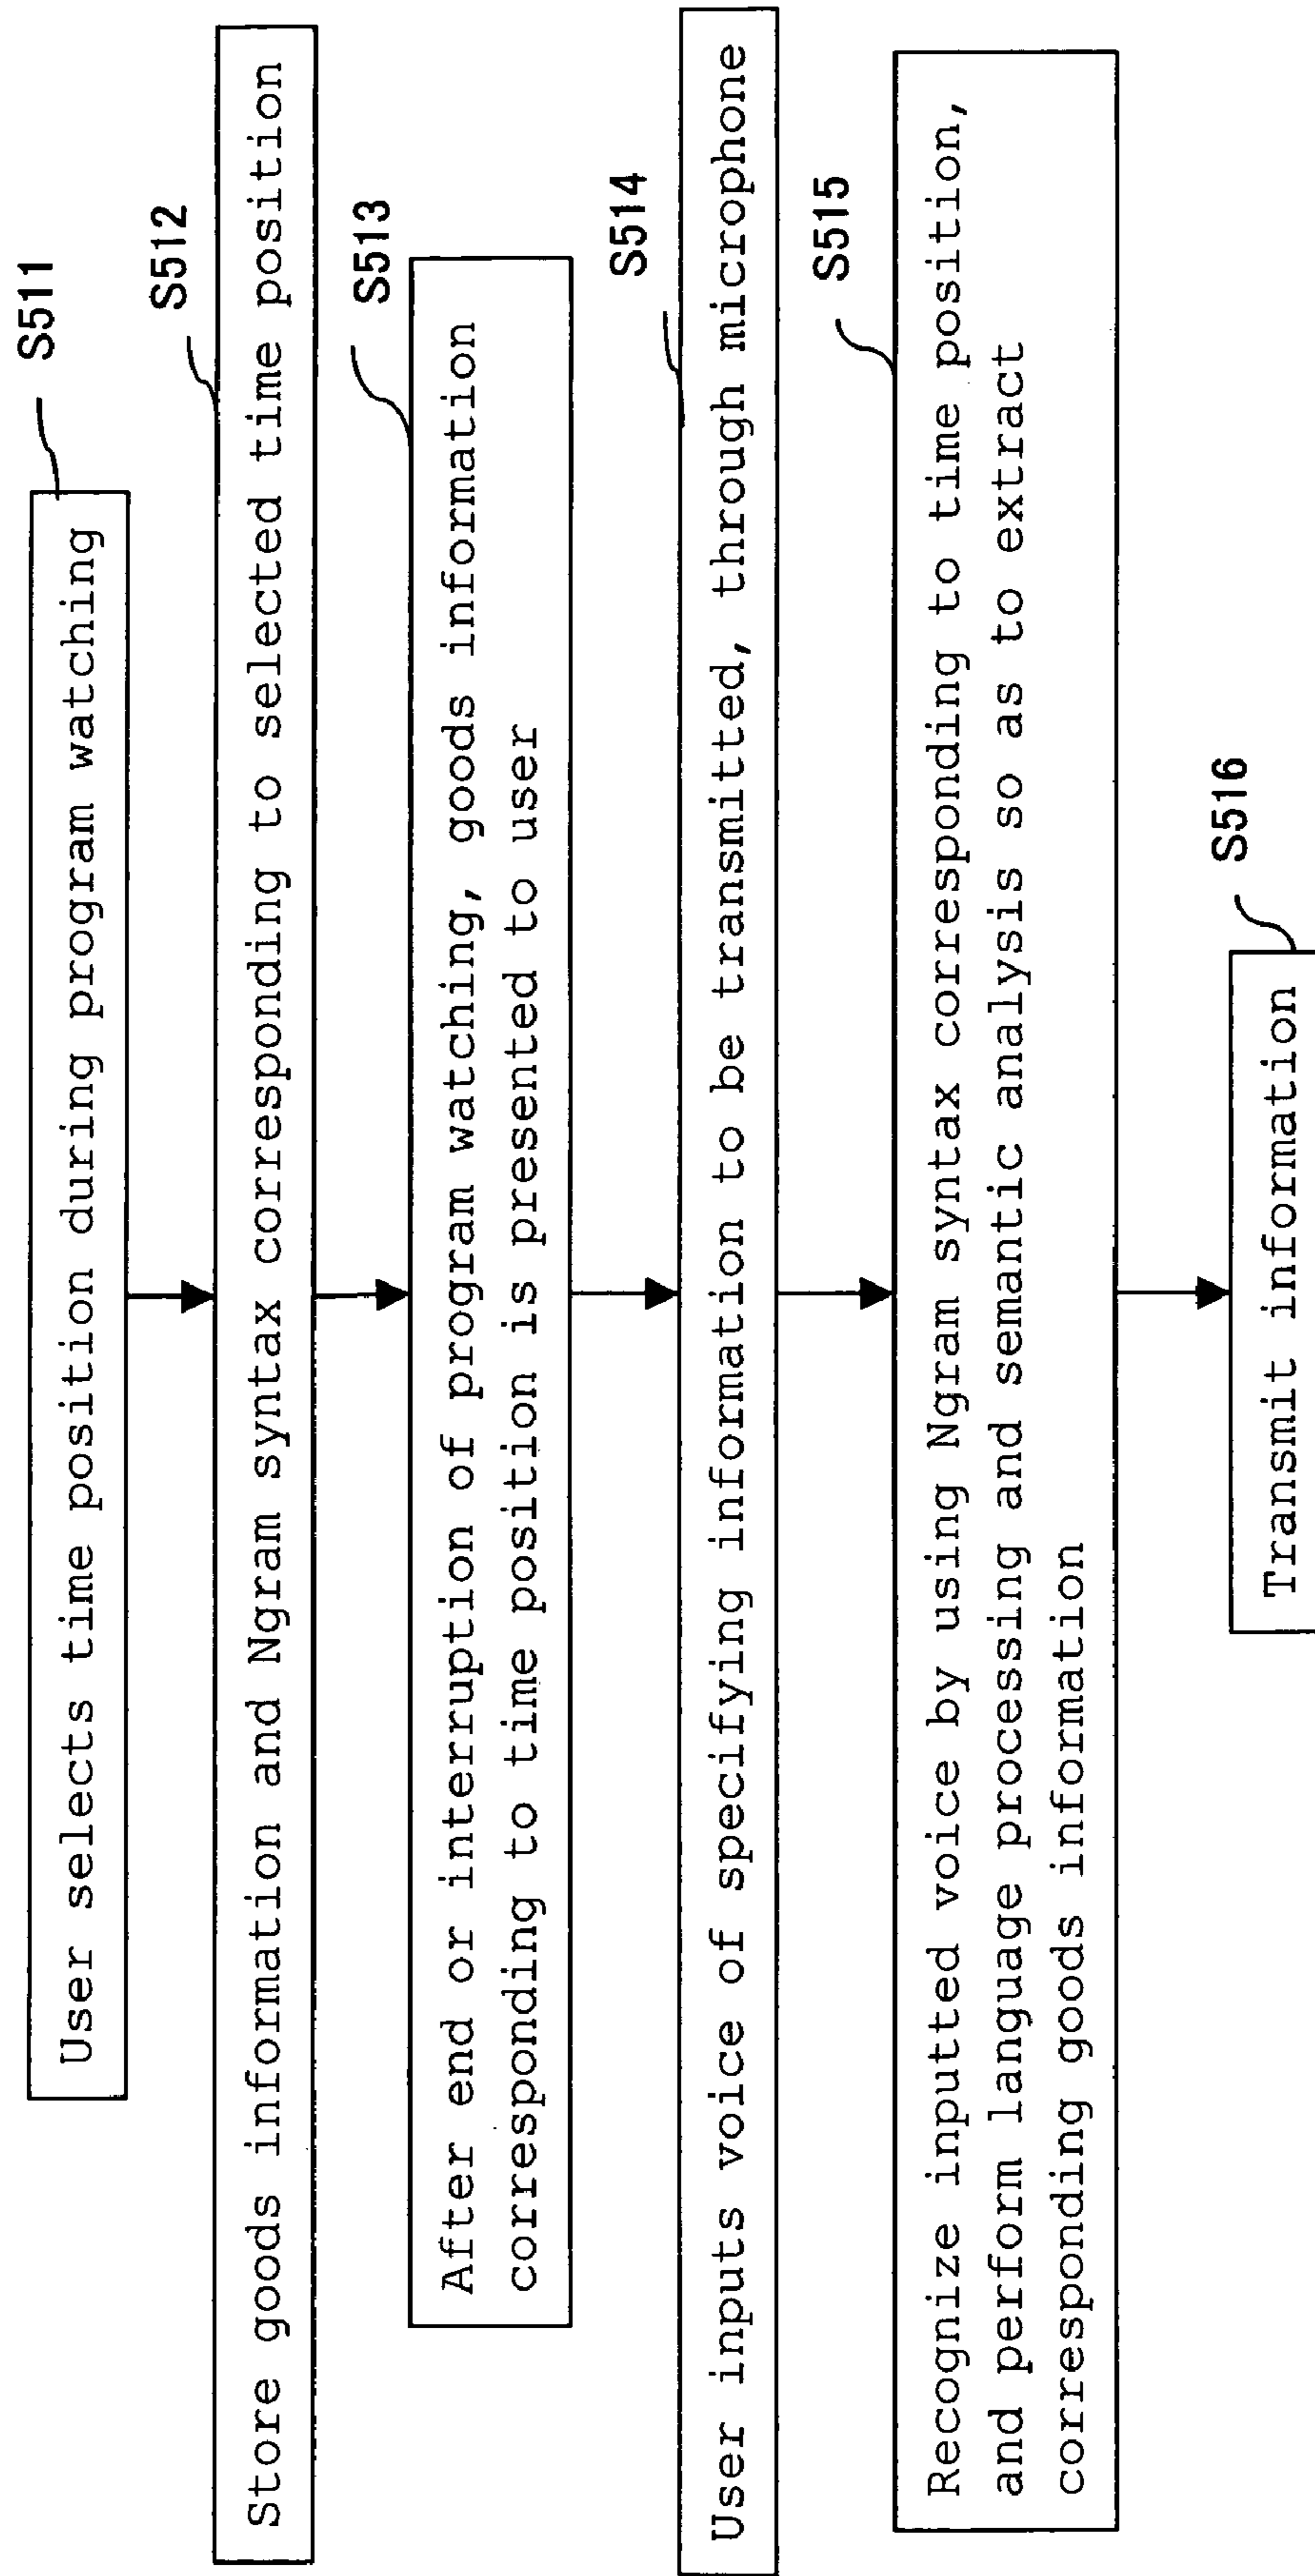 S511
User selects time position during program watching
S512
Store goods information and Ngram syntax corresponding to selected time position
S513
After end or interruption of program watching, goods information
corresponding to time position is presented to user
S514
User inputs voice of specifying information to be transmitted, through microphone
S515
Recognize inputted voice by using Ngram syntax corresponding to time position,
and perform language processing and semantic analysis so as to extract
corresponding goods information
S516
Transmit information